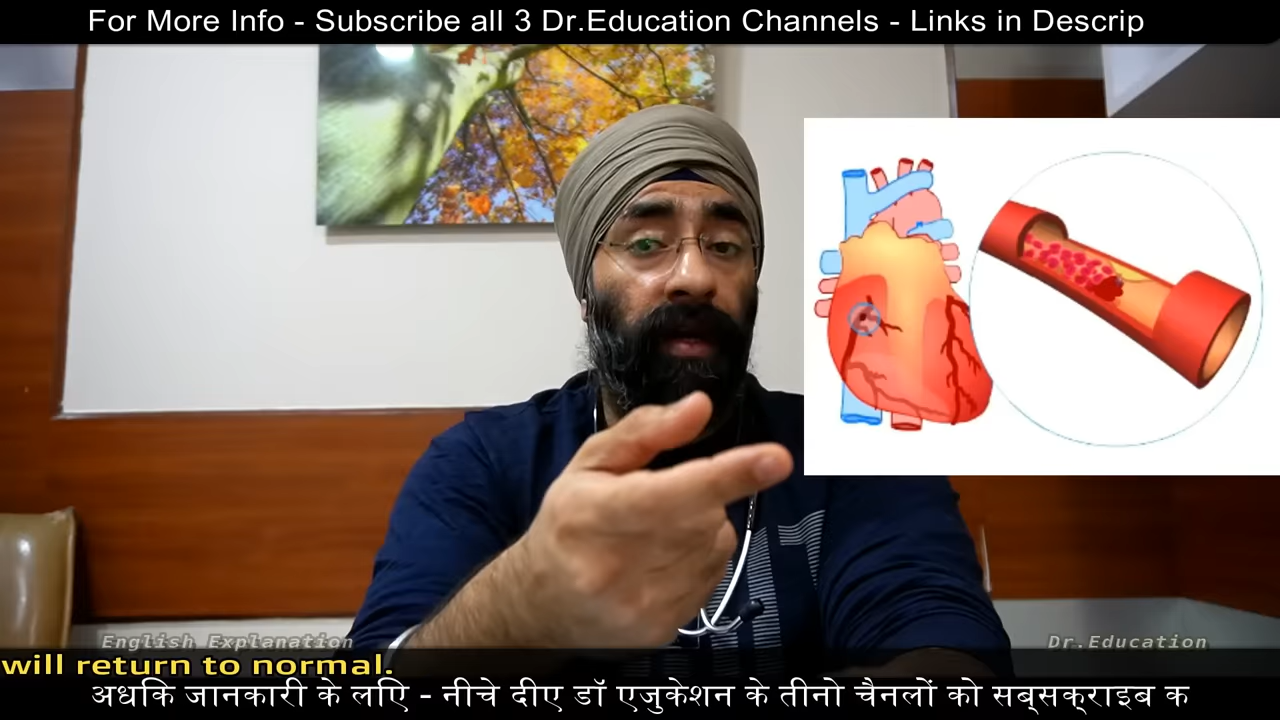 For More Info - Subscribe all 3 Dr.Education Channels - Links in Descrip
English Explanation
Dr.Education
will return to normal.
अधकि जानकारी के लएि - नीचे दीए डॉ एजुकेशन के तीनो चैनलों को सब्सक्राइब क